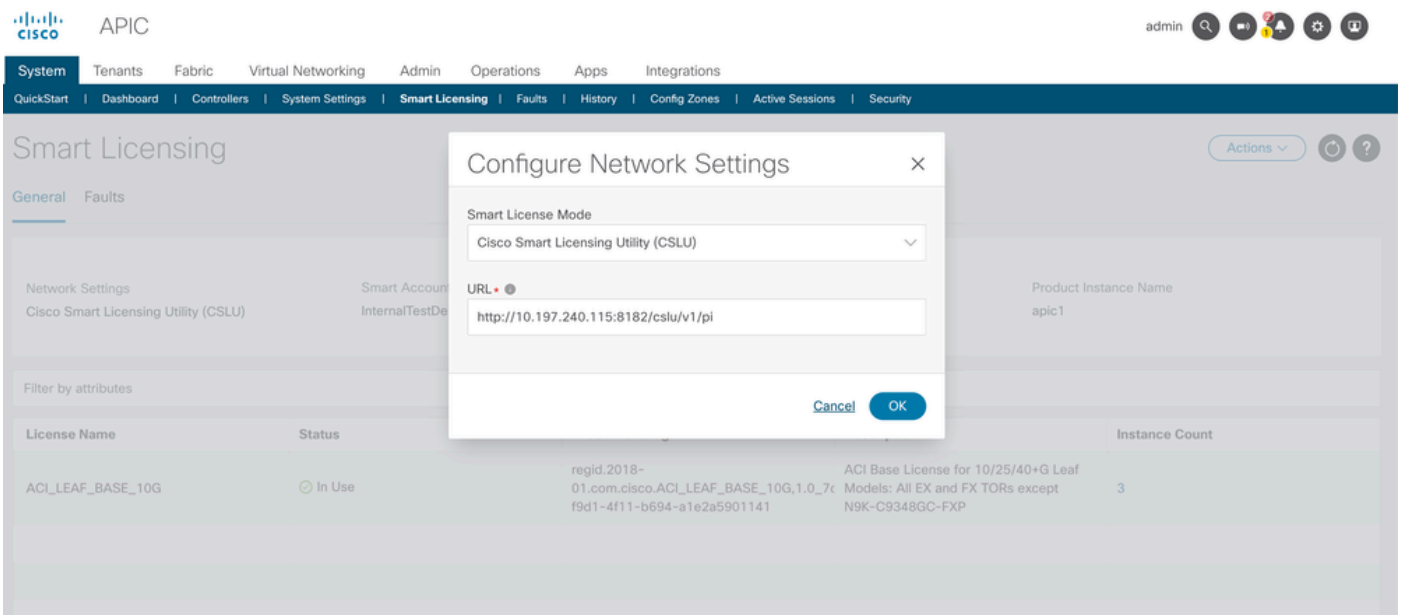 cisco APIC admin 2 1
System Tenants Fabric Virtual Networking Admin Operations Apps Integrations
QuickStart | Dashboard | Controllers | System Settings | Smart Licensing | Faults | History | Config Zones | Active Sessions | Security
Smart Licensing Actions
General Faults
Configure Network Settings
Smart License Mode
Cisco Smart Licensing Utility (CSLU)
URL
http://10.197.240.115:8182/cslu/v1/pi
Cancel OK
Network Settings Smart Accoun Product Instance Name
Cisco Smart Licensing Utility (CSLU) InternalTestDe apic1
Filter by attributes
License Name Status Instance Count
regid.2018- ACI Base License for 10/25/40+G Leaf
ACI_LEAF_BASE_10G In Use 01.com.cisco.ACI_LEAF_BASE_10G,1.0_7c Models: All EX and FX TORs except 3
f9d1-4f11-b694-a1e2a5901141 N9K-C9348GC-FXP